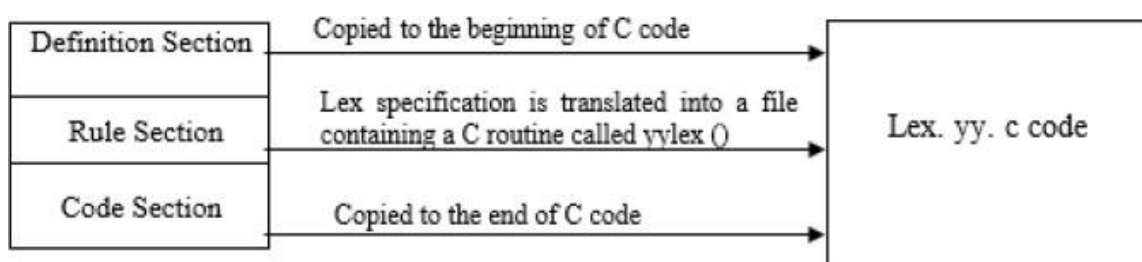 Definition Section
Copied to the beginning of C code
Rule Section
Lex specification is translated into a file
containing a C routine called yylex ()
Code Section
Copied to the end of C code
Lex. yy. c code